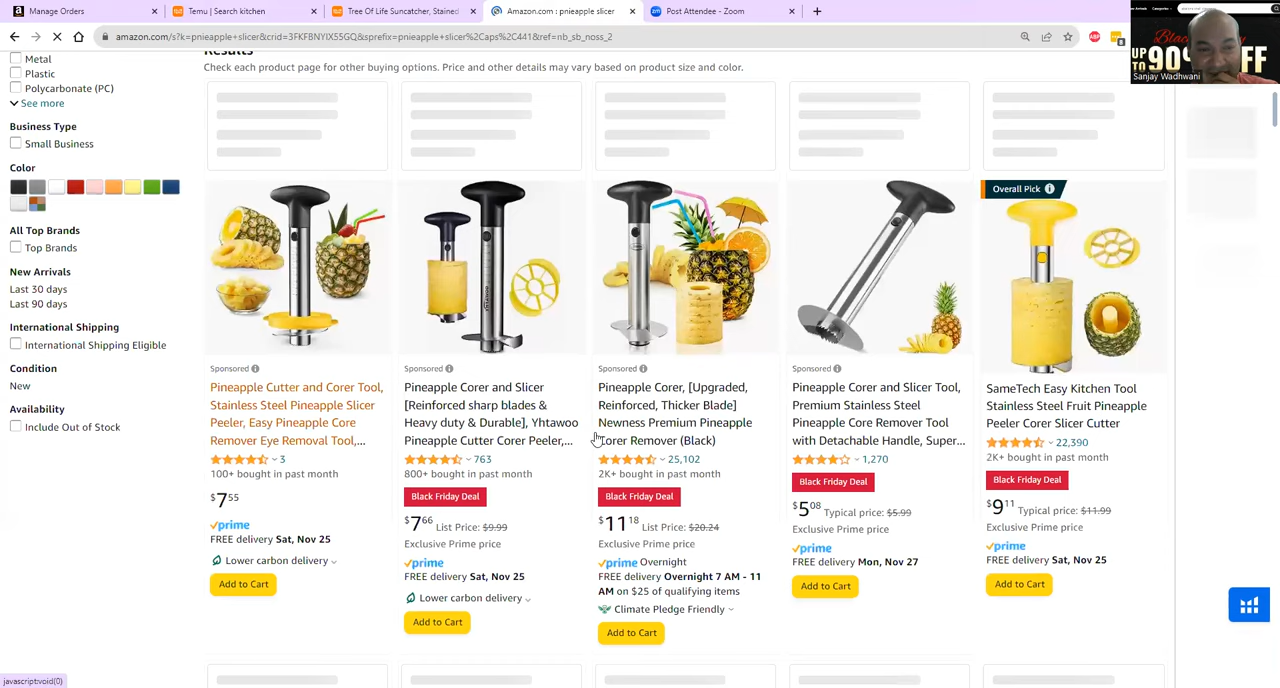 Manage Orders
Temu | Search kitchen
Tree Of Life Suncatcher, Stained
Amazon.com : pnieapple slicer
Post Attendee - Zoom
amazon.com/s?k=pnieapple+slicer&crid=3FKFBNYIX55GQ&sprefix=pnieapple+slicer%2Caps%2C441&ref=nb_sb_noss_2
UP TO 90% OFF
Sanjay Wadhwani
Results
Check each product page for other buying options. Price and other details may vary based on product size and color.
Metal
Plastic
Polycarbonate (PC)
See more
Business Type
Small Business
Color
All Top Brands
Top Brands
New Arrivals
Last 30 days
Last 90 days
International Shipping
International Shipping Eligible
Condition
New
Availability
Include Out of Stock
Sponsored
Pineapple Cutter and Corer Tool,
Stainless Steel Pineapple Slicer
Peeler, Easy Pineapple Core
Remover Eye Removal Tool,...
3
100+ bought in past month
$7 55
prime
FREE delivery Sat, Nov 25
Lower carbon delivery
Add to Cart
Sponsored
Pineapple Corer and Slicer
[Reinforced sharp blades &
Heavy duty & Durable], Yhtawoo
Pineapple Cutter Corer Peeler,...
763
800+ bought in past month
Black Friday Deal
$7 66 List Price: $9.99
Exclusive Prime price
prime
FREE delivery Sat, Nov 25
Lower carbon delivery
Add to Cart
Sponsored
Pineapple Corer, [Upgraded,
Reinforced, Thicker Blade]
Newness Premium Pineapple
Corer Remover (Black)
25,102
2K+ bought in past month
Black Friday Deal
$11 18 List Price: $20.24
Exclusive Prime price
prime Overnight
FREE delivery Overnight 7 AM - 11
AM on $25 of qualifying items
Climate Pledge Friendly
Add to Cart
Sponsored
Pineapple Corer and Slicer Tool,
Premium Stainless Steel
Pineapple Core Remover Tool
with Detachable Handle, Super...
1,270
Black Friday Deal
$5 08 Typical price: $5.99
Exclusive Prime price
prime
FREE delivery Mon, Nov 27
Add to Cart
Overall Pick
SameTech Easy Kitchen Tool
Stainless Steel Fruit Pineapple
Peeler Corer Slicer Cutter
22,390
2K+ bought in past month
Black Friday Deal
$9 11 Typical price: $11.99
Exclusive Prime price
prime
FREE delivery Sat, Nov 25
Add to Cart
javascript:void(0)